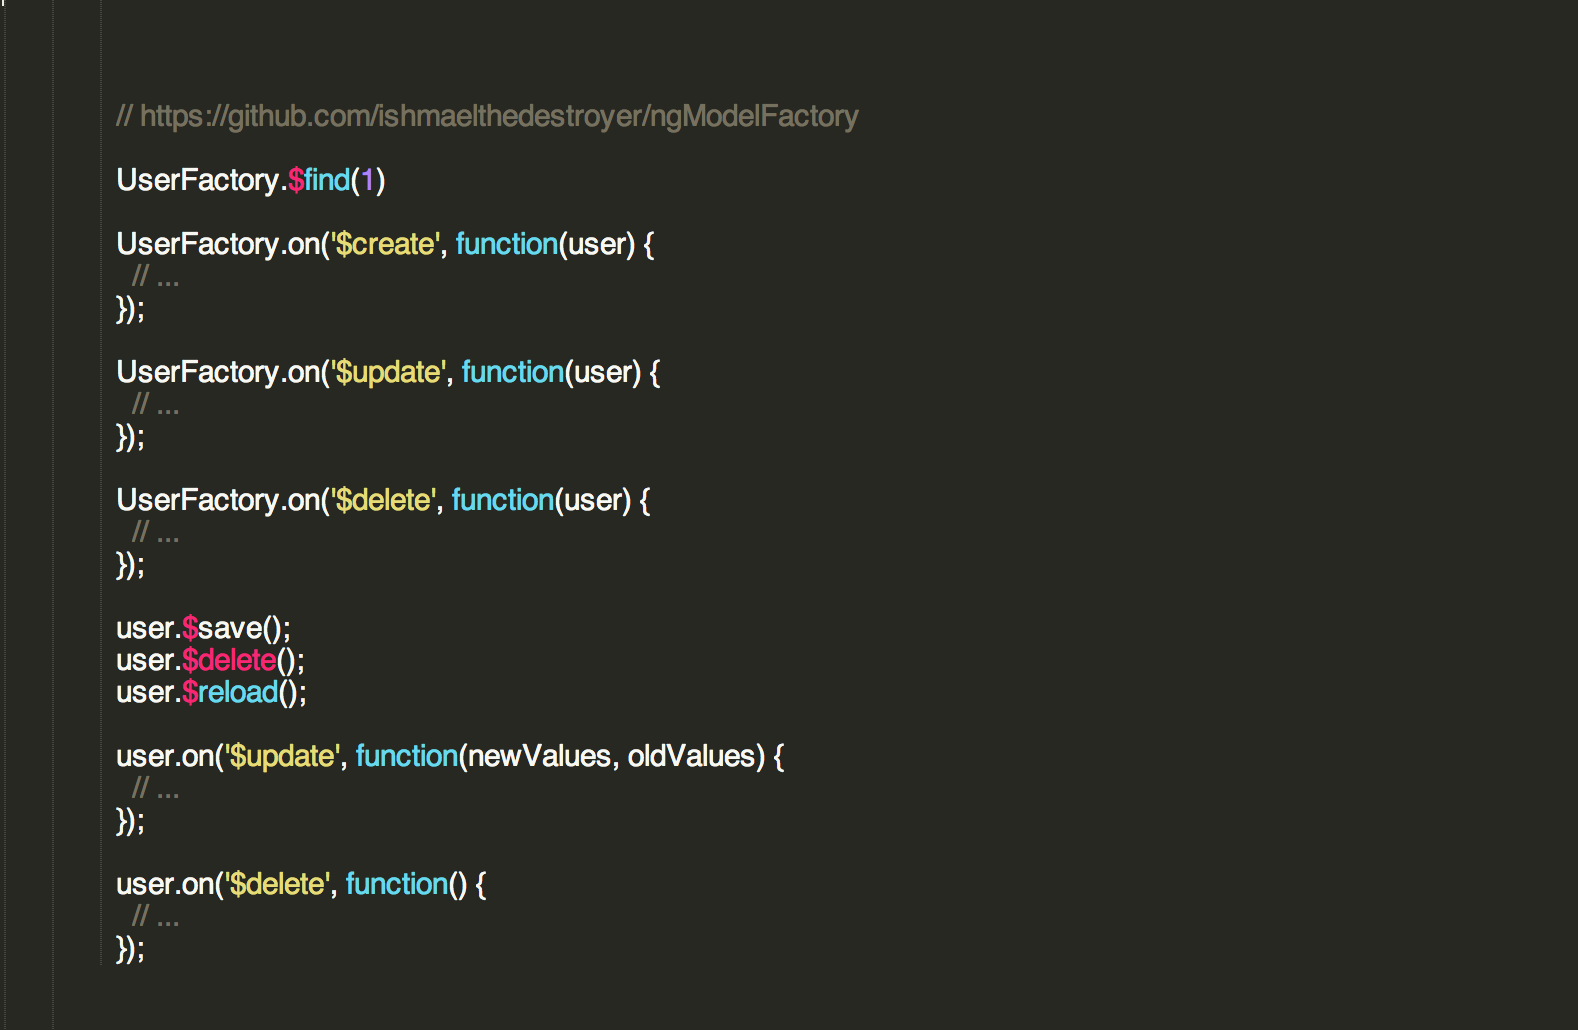 // https://github.com/ishmaelthedestroyer/ngModelFactory
UserFactory.$find(1)
UserFactory.on('$create', function(user) {
// ...
});
UserFactory.on('$update', function(user) {
// ...
});
UserFactory.on('$delete', function(user) {
// ...
});
user.$save();
user.$delete();
user.$reload();
user.on('$update', function(newValues, oldValues) {
// ...
});
user.on('$delete', function() {
// ...
});